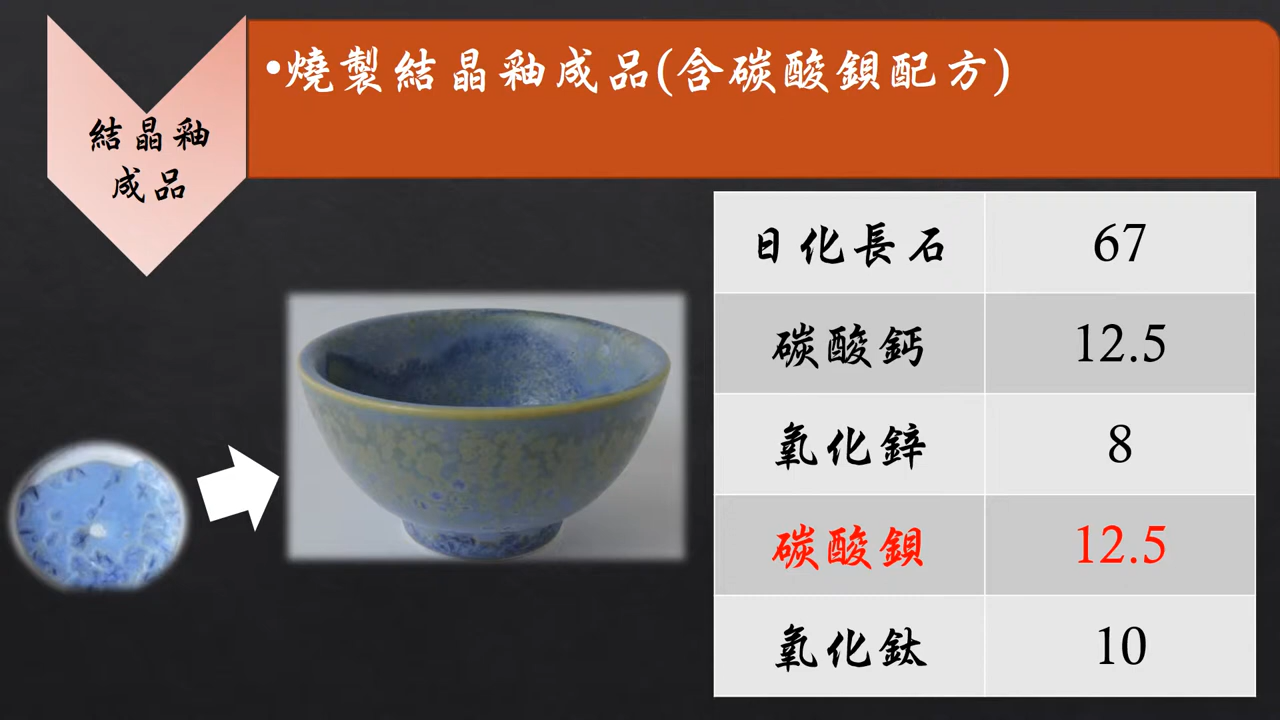 結晶釉
成品
•燒製結晶釉成品(含碳酸鋇配方)
日化長石 67
碳酸鈣 12.5
氧化鋅 8
碳酸鋇 12.5
氧化鈦 10